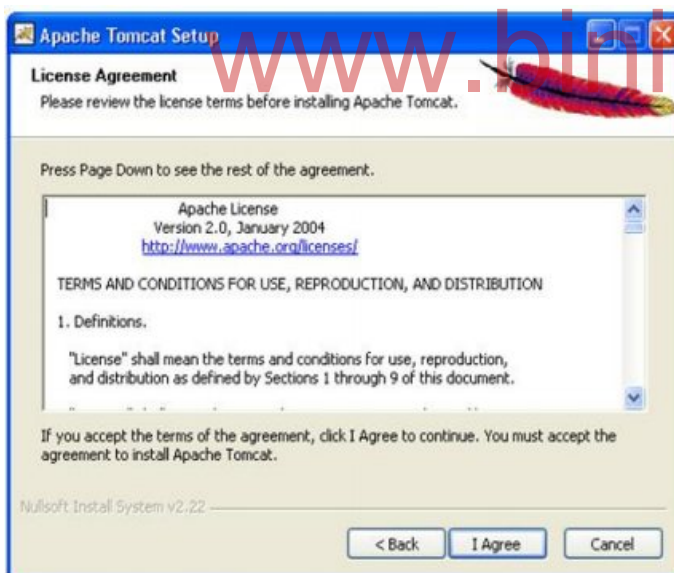 Apache Tomcat Setup
www.bini
License Agreement
Please review the license terms before installing Apache Tomcat.
Press Page Down to see the rest of the agreement.
Apache License
Version 2.0, January 2004
http://www.apache.org/licenses/
TERMS AND CONDITIONS FOR USE, REPRODUCTION, AND DISTRIBUTION
1. Definitions.
"License" shall mean the terms and conditions for use, reproduction,
and distribution as defined by Sections 1 through 9 of this document.
If you accept the terms of the agreement, click I Agree to continue. You must accept the
agreement to install Apache Tomcat.
Nullsoft Install System v2.22
< Back I Agree Cancel